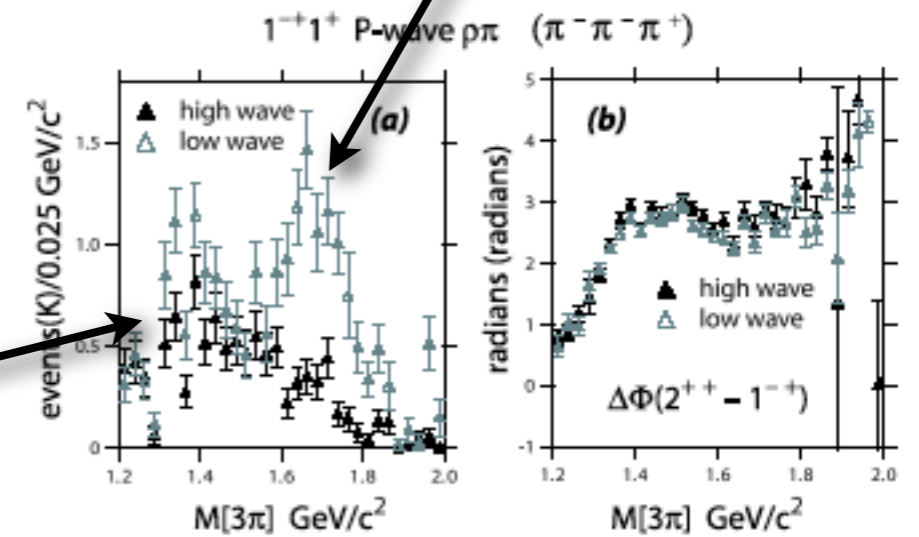 1⁻⁺1⁺ P-wave ρπ (π⁻π⁻π⁺)
events(K)/0.025 GeV/c²
1.5
1.0
0.5
0
high wave
low wave
(a)
1.2 1.4 1.6 1.8 2.0
M[3π] GeV/c²
radians (radians)
5
4
3
2
1
0
-1
(b)
high wave
low wave
ΔΦ(2⁺⁺ – 1⁻⁺)
1.2 1.4 1.6 1.8 2.0
M[3π] GeV/c²